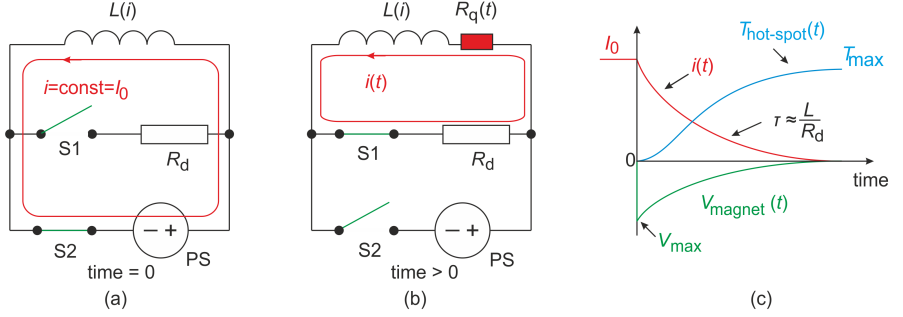 L(i)
i=const=I0
S1
Rd
− +
S2
PS
time = 0
(a)
L(i)
Rq(t)
i(t)
S1
Rd
− +
S2
PS
time > 0
(b)
Thot-spot(t)
I0
Tmax
i(t)
τ ≈ L
Rd
0
time
Vmagnet (t)
Vmax
(c)